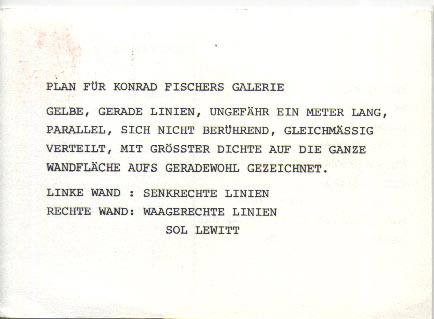 PLAN FÜR KONRAD FISCHERS GALERIE
GELBE, GERADE LINIEN, UNGEFÄHR EIN METER LANG,
PARALLEL, SICH NICHT BERÜHREND, GLEICHMÄSSIG
VERTEILT, MIT GRÖSSTER DICHTE AUF DIE GANZE
WANDFLÄCHE AUFS GERADEWOHL GEZEICHNET.
LINKE WAND : SENKRECHTE LINIEN
RECHTE WAND: WAAGERECHTE LINIEN
SOL LEWITT